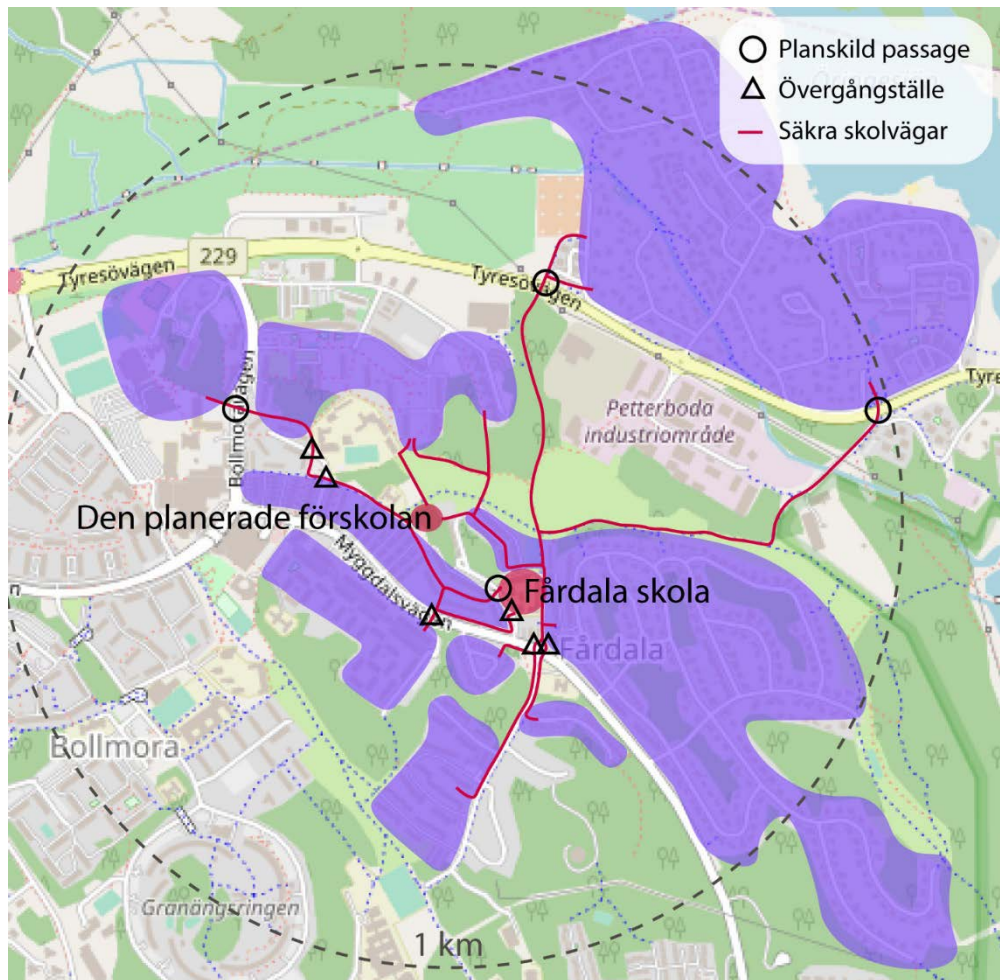 Planskild passage
Övergångställe
Säkra skolvägar
229
Tyresövägen
Tyresövägen
Tyre
Bollmoravägen
Petterboda
industriområde
Den planerade förskolan
Myggdalsvägen
Fårdala skola
Fårdala
Bollmora
Granängsringen
1 km